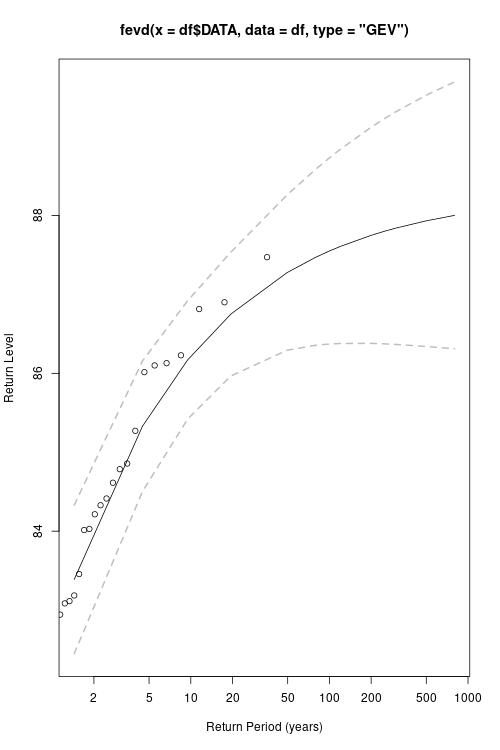 fevd(x = df$DATA, data = df, type = "GEV")
88
86
84
Return Level
2 5 10 20 50 100 200 500 1000
Return Period (years)